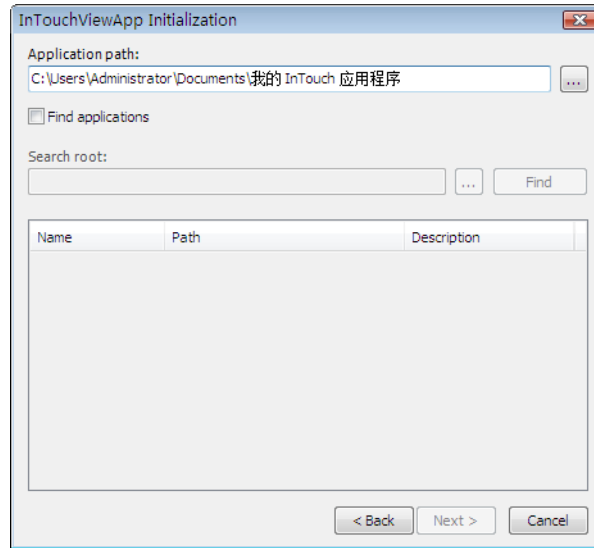 InTouchViewApp Initialization
Application path:
C:\Users\Administrator\Documents\我的 InTouch 应用程序
...
Find applications
Search root:
... Find
Name Path Description
< Back Next > Cancel